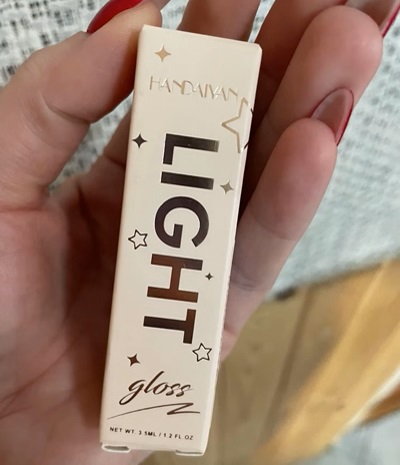 HANDAIYAN
LIGHT
gloss
NET WT. 3.5ML / 1.2 FL.OZ